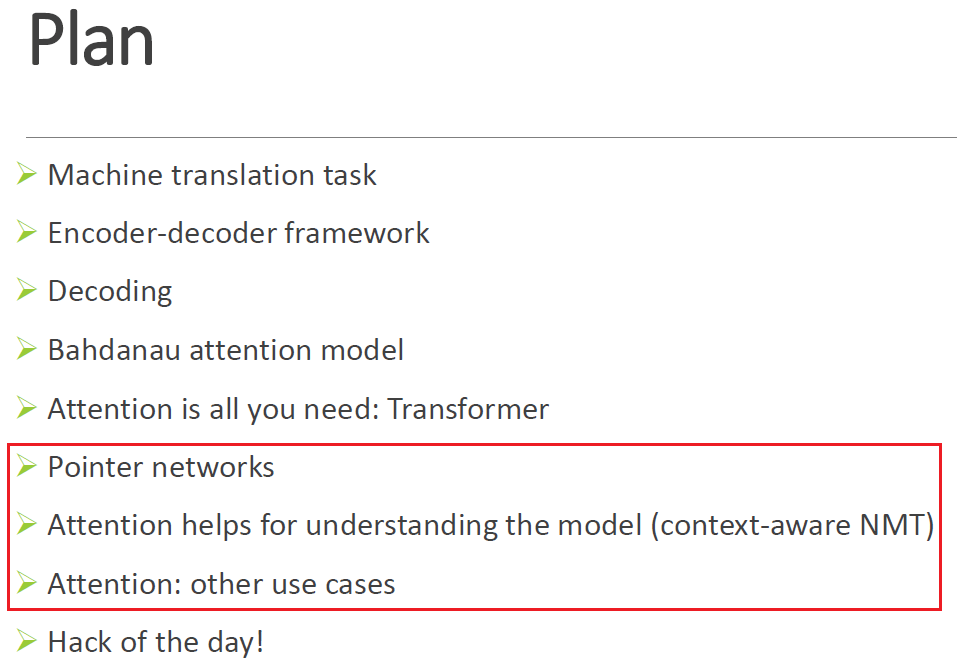 Plan
Machine translation task
Encoder-decoder framework
Decoding
Bahdanau attention model
Attention is all you need: Transformer
Pointer networks
Attention helps for understanding the model (context-aware NMT)
Attention: other use cases
Hack of the day!